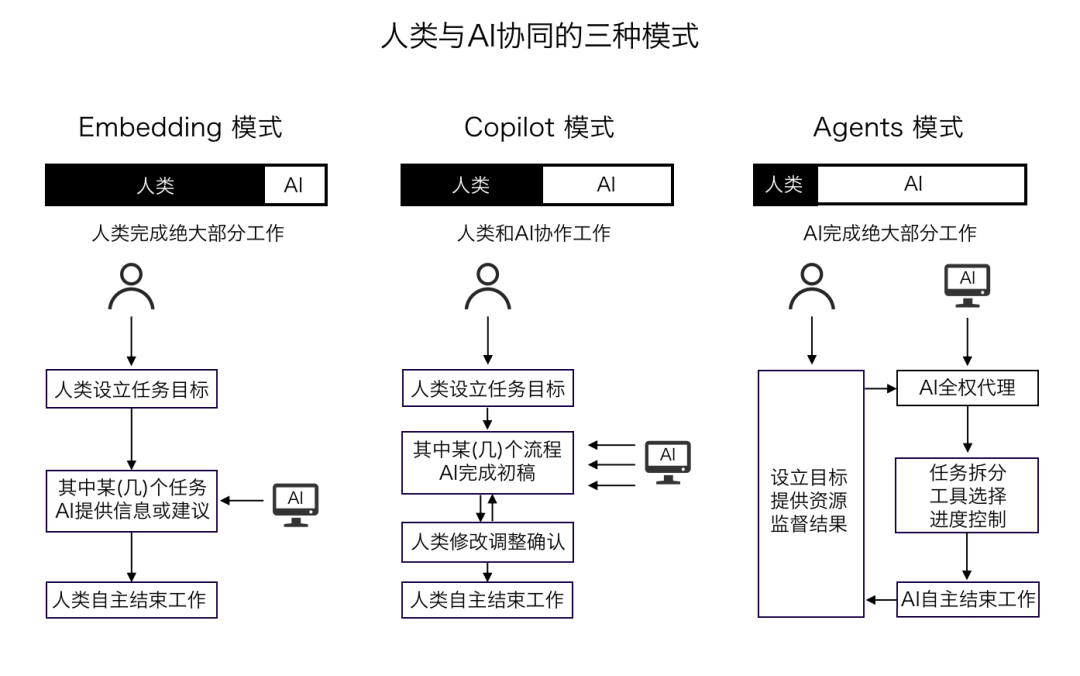 人类与AI协同的三种模式
Embedding 模式
人类
AI
人类完成绝大部分工作
人类设立任务目标
其中某(几)个任务
AI提供信息或建议
AI
人类自主结束工作
Copilot 模式
人类
AI
人类和AI协作工作
人类设立任务目标
其中某(几)个流程
AI完成初稿
AI
人类修改调整确认
人类自主结束工作
Agents 模式
人类
AI
AI完成绝大部分工作
AI
设立目标
提供资源
监督结果
AI全权代理
任务拆分
工具选择
进度控制
AI自主结束工作